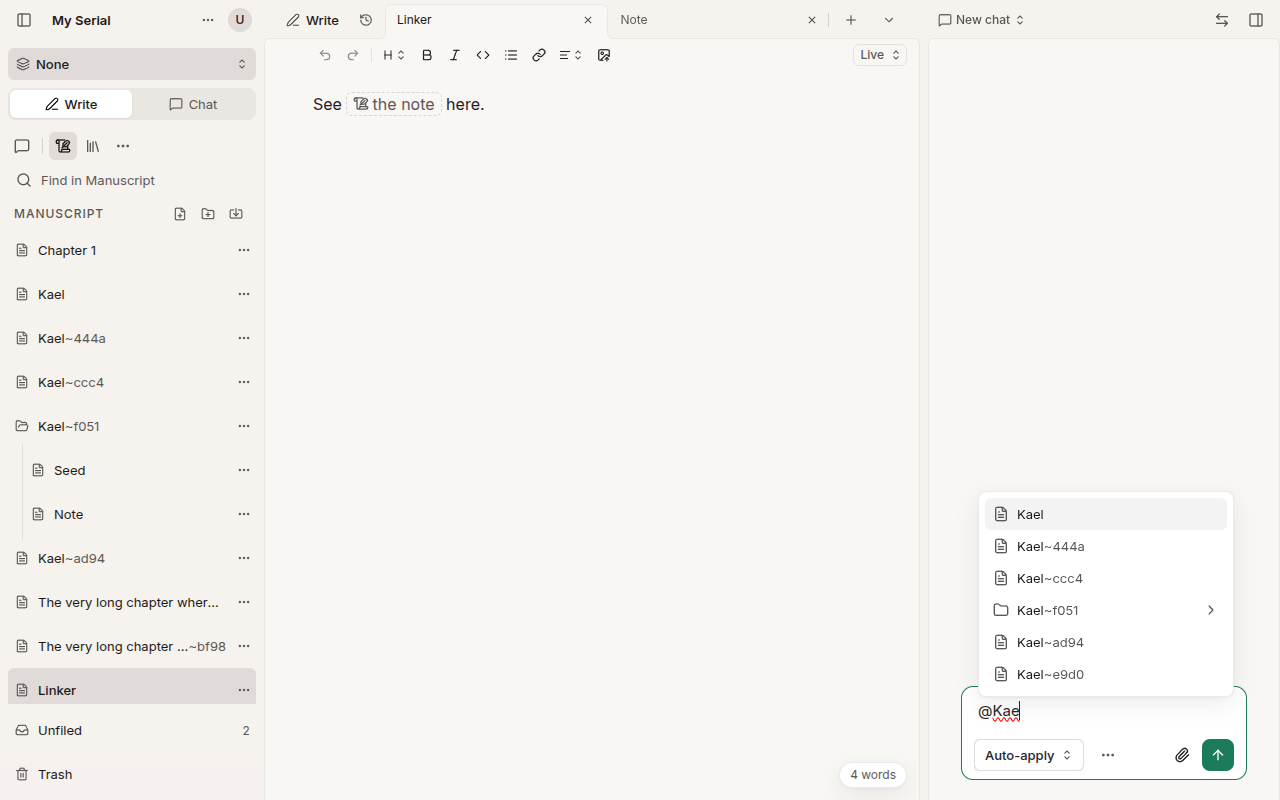 My Serial
U
None
Write
Chat
Find in Manuscript
MANUSCRIPT
Chapter 1
Kael
Kael~444a
Kael~ccc4
Kael~f051
Seed
Note
Kael~ad94
The very long chapter wher...
The very long chapter ...~bf98
Linker
Unfiled 2
Trash
Write
Linker
Note
H
B
I
Live
See the note here.
4 words
New chat
Kael
Kael~444a
Kael~ccc4
Kael~f051
Kael~ad94
Kael~e9d0
@Kae
Auto-apply